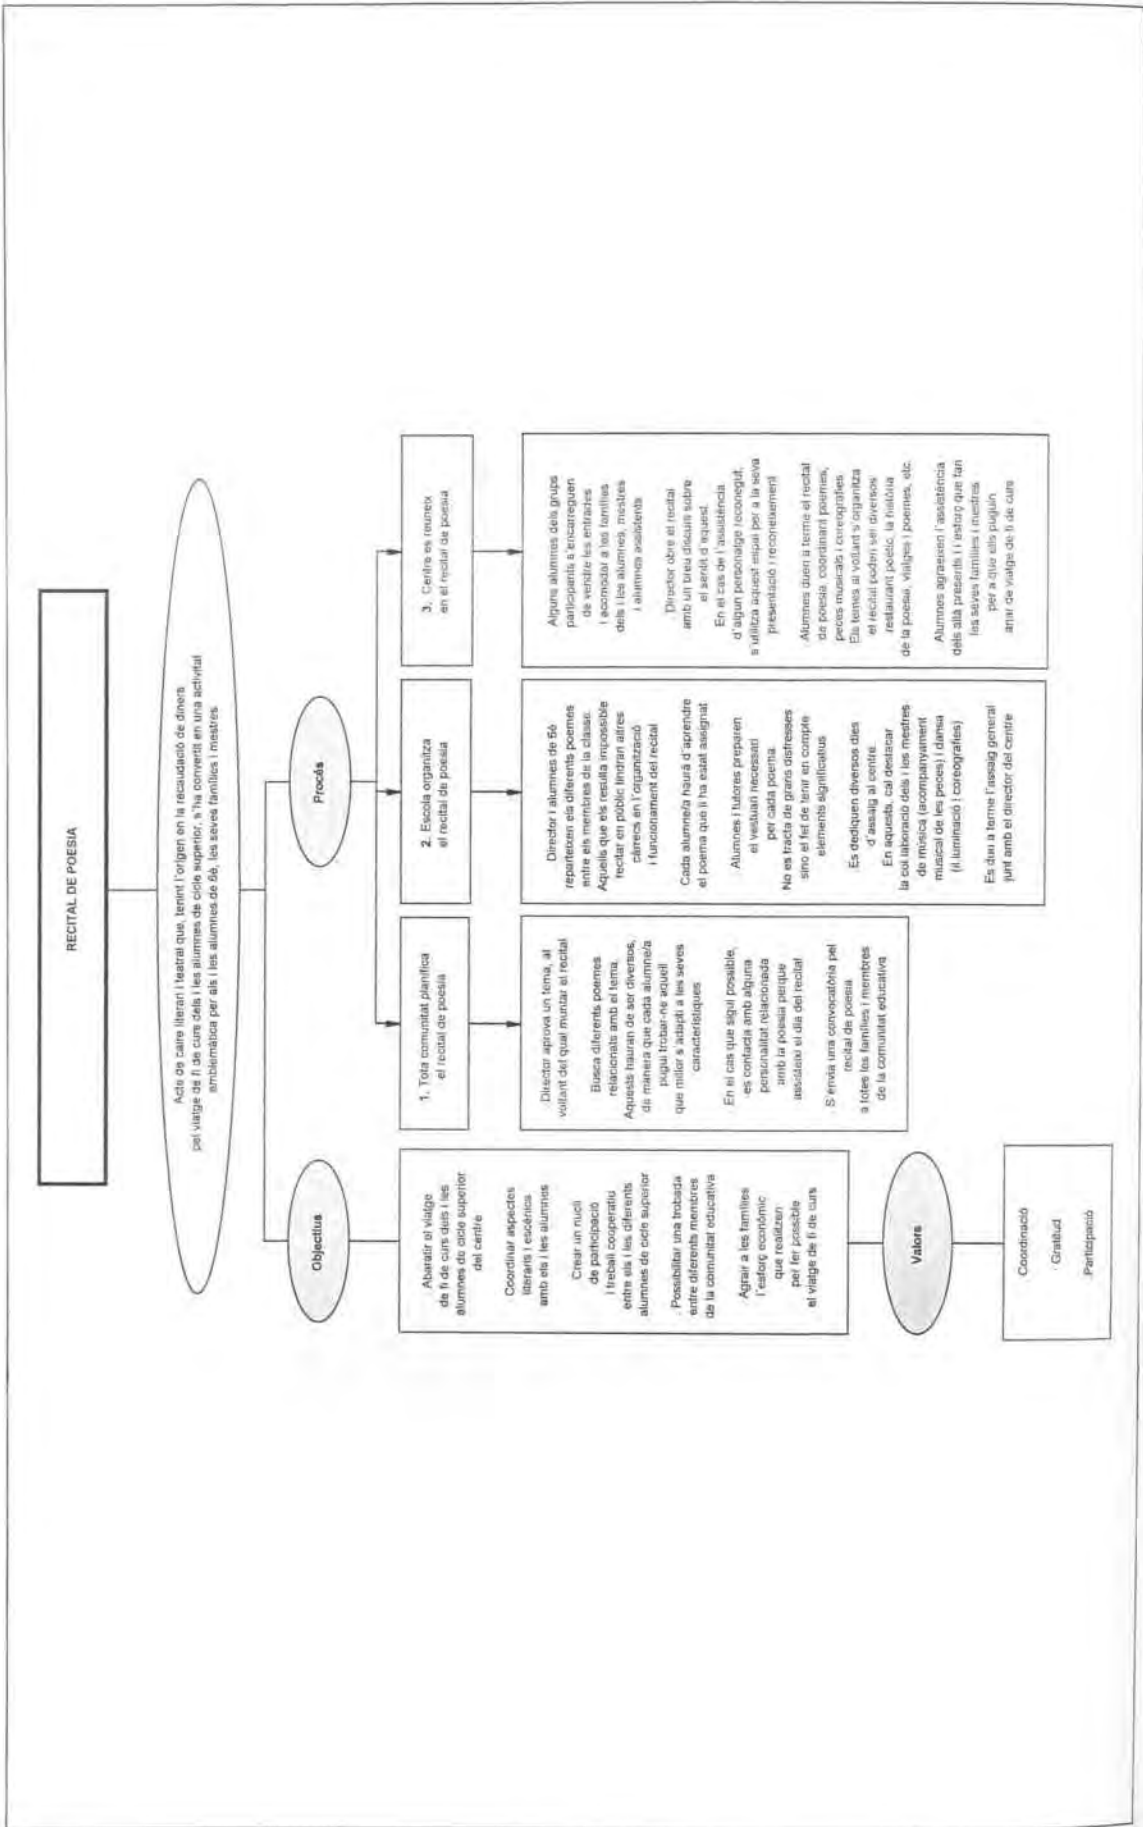 RECITAL DE POESIA
Acte de caire literari i teatral que, tenint l'orígen en la recaudació de diners
pel viatge de fi de curs dels i les alumnes de cicle superior, s'ha convertit en una activitat
emblemàtica per als i les alumnes de 6è, les seves famílies i mestres
Objectius
Abaratir el viatge
de fi de curs dels i les
alumnes de cicle superior
del centre
Coordinar aspectes
literaris i escènics
amb els i les alumnes
Crear un nucli
de participació
i treball cooperatiu
entre els i les diferents
alumnes de cicle superior
Possibilitar una trobada
entre diferents membres
de la comunitat educativa
Agrair a les famílies
l'esforç econòmic
que realitzen
per fer possible
el viatge de fi de curs
Valors
Coordinació
Gratitud
Participació
Procés
1. Tota comunitat planifica
el recital de poesia
Director aprova un tema, al
voltant del qual muntar el recital
Busca diferents poemes
relacionats amb el tema.
Aquests hauran de ser diversos,
de manera que cada alumne/a
pugui trobar-ne aquell
que millor s'adapti a les seves
característiques
En el cas que sigui possible,
es contacta amb alguna
personalitat relacionada
amb la poesia perque
assisteixi el dia del recital
S'envia una convocatòria pel
recital de poesia
a totes les famílies i membres
de la comunitat educativa
2. Escola organitza
el recital de poesia
Director i alumnes de 6è
reparteixen els diferents poemes
entre els membres de la classe.
Aquells que els resulta impossible
recitar en públic tindran altres
càrrecs en l'organització
i funcionament del recital
Cada alumne/a haurà d'aprendre
el poema que li ha estat assignat
Alumnes i tutores preparen
el vestuari necessari
per cada poema.
No es tracta de grans disfresses
sino el fet de tenir en compte
elements significatius
Es dediquen diversos dies
d'assaig al centre.
En aquests, cal destacar
la col laboració dels i les mestres
de música (acompanyament
musical de les peces) i dansa
(il luminació i coreografies)
Es duu a terme l'assaig general
junt amb el director del centre
3. Centre es reuneix
en el recital de poesia
Alguns alumnes dels grups
participants s'encarreguen
de vendre les entrades
i acomodar a les famílies
dels i les alumnes, mestres
i alumnes assistents
Director obre el recital
amb un breu discurs sobre
el sentit d'aquest.
En el cas de l'assistència
d'algun personatge reconegut,
s'utilitza aquest espai per a la seva
presentació i reconeixement
Alumnes duen a terme el recital
de poesia, coordinant poemes,
peces musicals i coreografies
Els temes al voltant s'organitza
el recital poden ser diversos
restaurant poètic, la història
de la poesia, viatges i poemes, etc.
Alumnes agraeixen l'assistència
dels allà presents i l'esforç que fan
les seves famílies i mestres
per a que ells puguin
anar de viatge de fi de curs